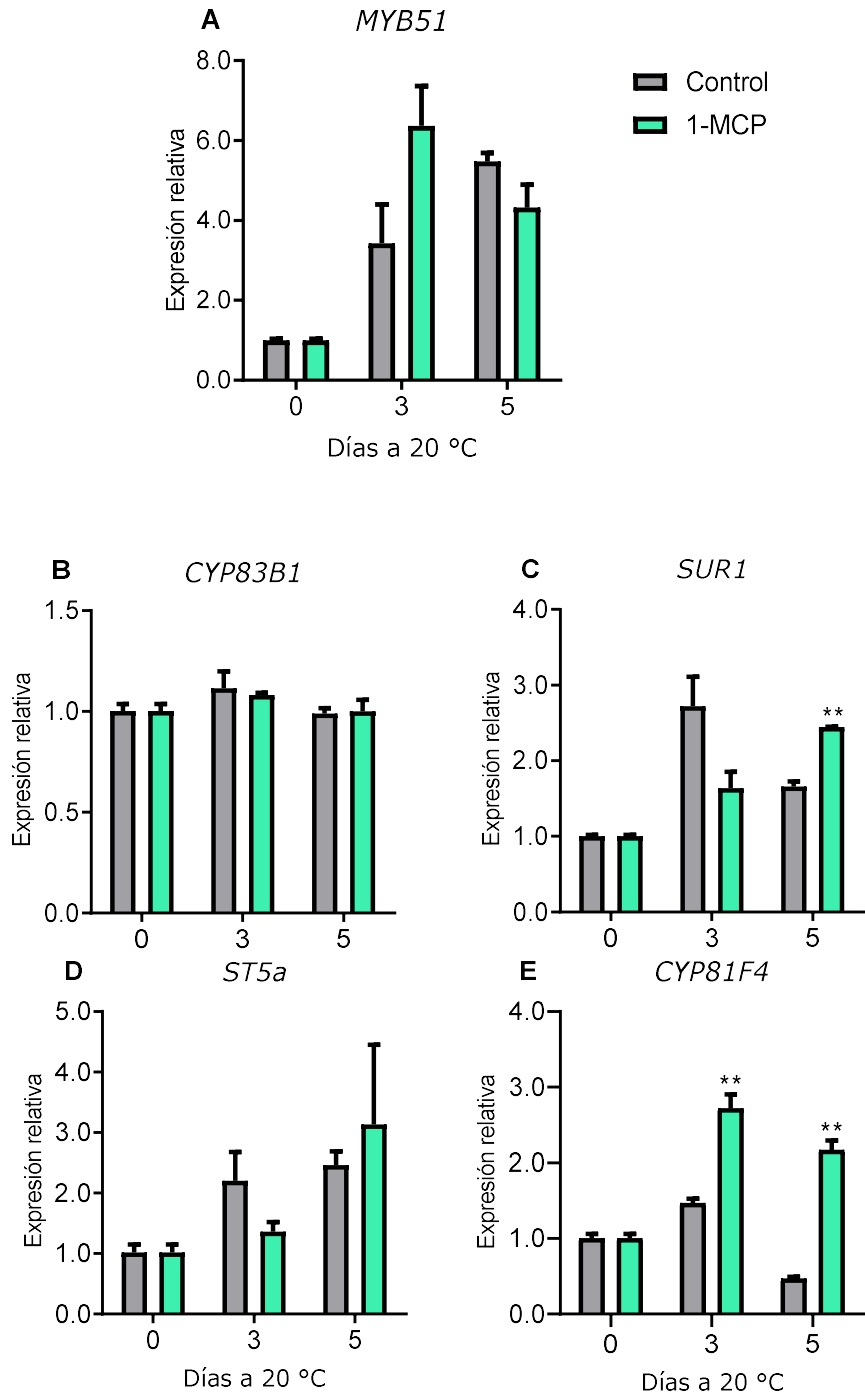 A
MYB51
8.0
6.0
4.0
2.0
0.0
Expresión relativa
0 3 5
Días a 20 °C
Control
1-MCP
B
CYP83B1
1.5
1.0
0.5
0.0
Expresión relativa
0 3 5
C
SUR1
4.0
3.0
2.0
1.0
0.0
Expresión relativa
**
0 3 5
D
ST5a
5.0
4.0
3.0
2.0
1.0
0.0
Expresión relativa
0 3 5
Días a 20 °C
E
CYP81F4
4.0
3.0
2.0
1.0
0.0
Expresión relativa
**
**
0 3 5
Días a 20 °C